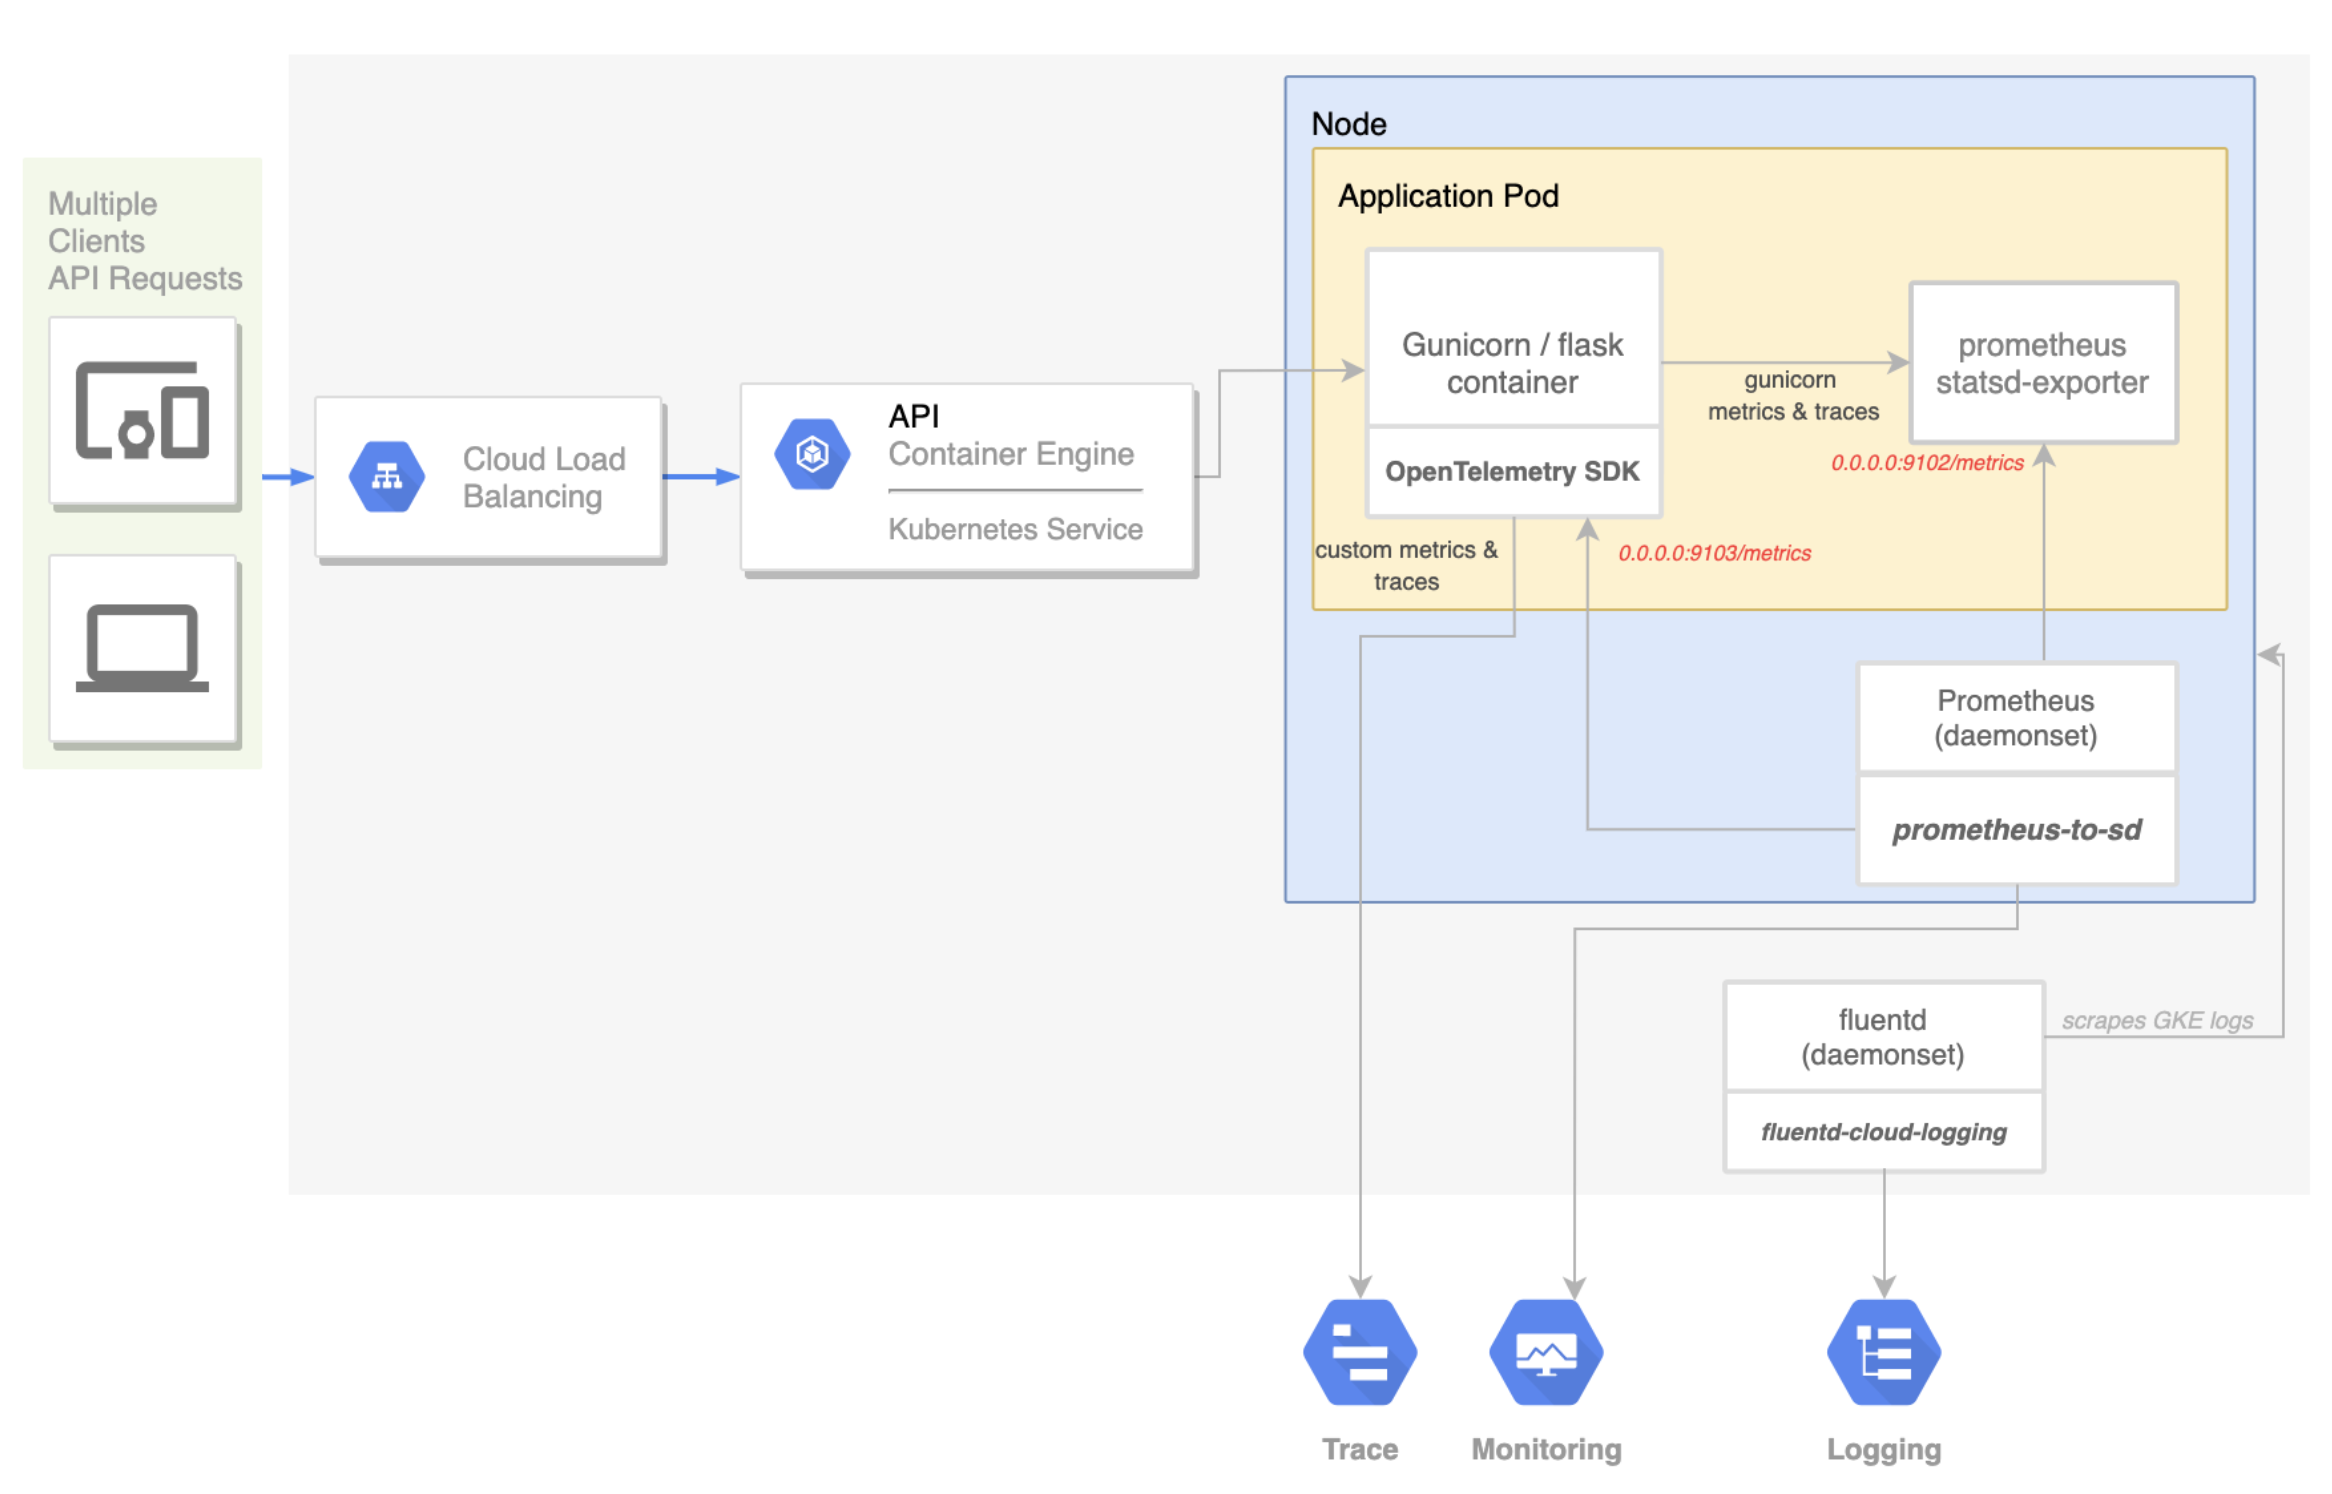 Multiple
Clients
API Requests
Cloud Load
Balancing
API
Container Engine
Kubernetes Service
Node
Application Pod
Gunicorn / flask
container
OpenTelemetry SDK
gunicorn
metrics & traces
prometheus
statsd-exporter
0.0.0.0:9102/metrics
custom metrics &
traces
0.0.0.0:9103/metrics
Prometheus
(daemonset)
prometheus-to-sd
fluentd
(daemonset)
scrapes GKE logs
fluentd-cloud-logging
Trace
Monitoring
Logging